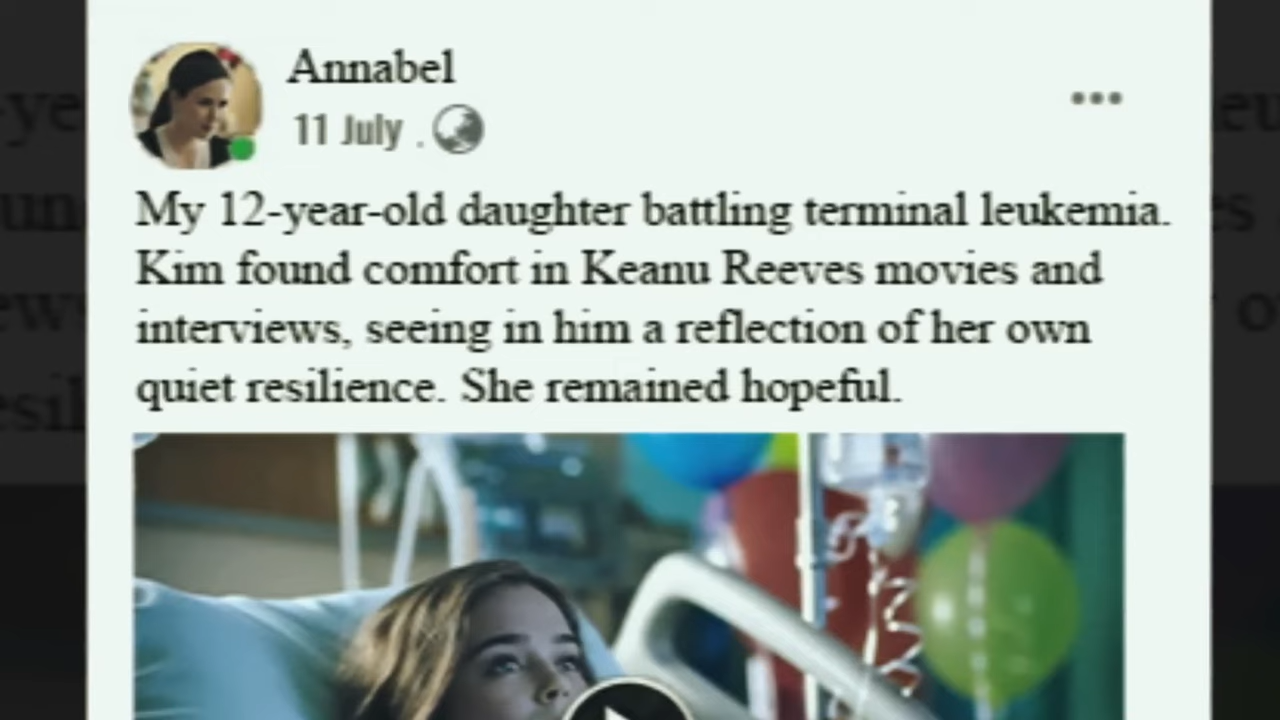 Annabel
11 July .
My 12-year-old daughter battling terminal leukemia.
Kim found comfort in Keanu Reeves movies and
interviews, seeing in him a reflection of her own
quiet resilience. She remained hopeful.